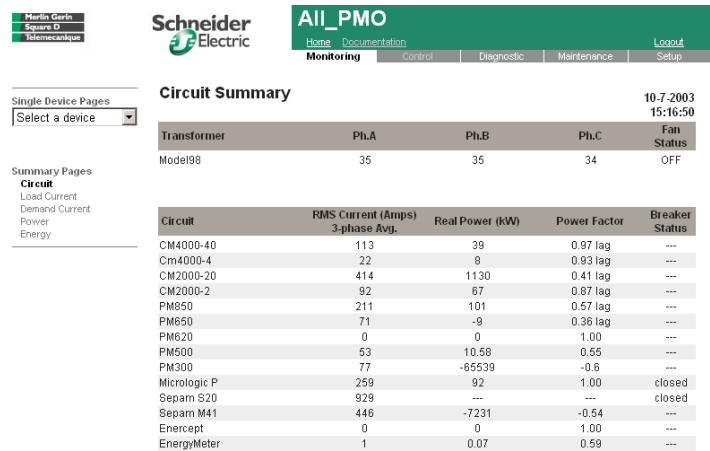 Merlin Gerin
Square D
Telemecanique
Schneider
Electric
All_PMO
Home Documentation Logout
Monitoring Control Diagnostic Maintenance Setup
Single Device Pages
Select a device
Summary Pages
Circuit
Load Current
Demand Current
Power
Energy
Circuit Summary
10-7-2003
15:16:50
Transformer Ph.A Ph.B Ph.C Fan Status
Model98 35 35 34 OFF
Circuit RMS Current (Amps) 3-phase Avg. Real Power (kW) Power Factor Breaker Status
CM4000-40 113 39 0.97 lag ---
Cm4000-4 22 8 0.93 lag ---
CM2000-20 414 1130 0.41 lag ---
CM2000-2 92 67 0.87 lag ---
PM850 211 101 0.57 lag ---
PM650 71 -9 0.36 lag ---
PM620 0 0 1.00 ---
PM500 53 10.58 0.55 ---
PM300 77 -65539 -0.6 ---
Micrologic P 259 92 1.00 closed
Sepam S20 929 --- --- closed
Sepam M41 446 -7231 -0.54 ---
Enercept 0 0 1.00 ---
EnergyMeter 1 0.07 0.59 ---